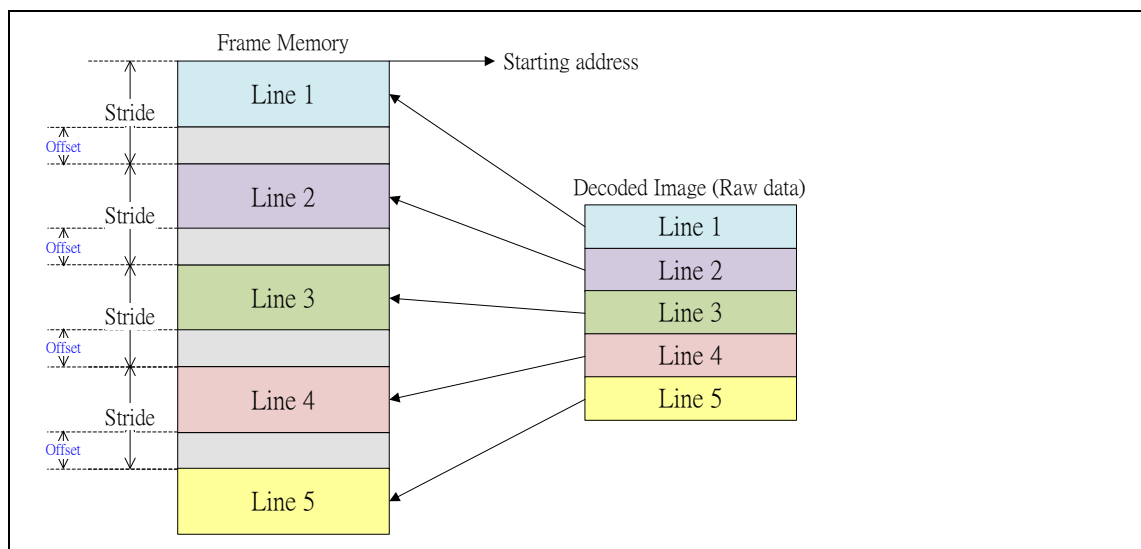 Frame Memory
Starting address
Line 1
Stride
Offset
Line 2
Stride
Offset
Line 3
Stride
Offset
Line 4
Stride
Offset
Line 5
Decoded Image (Raw data)
Line 1
Line 2
Line 3
Line 4
Line 5